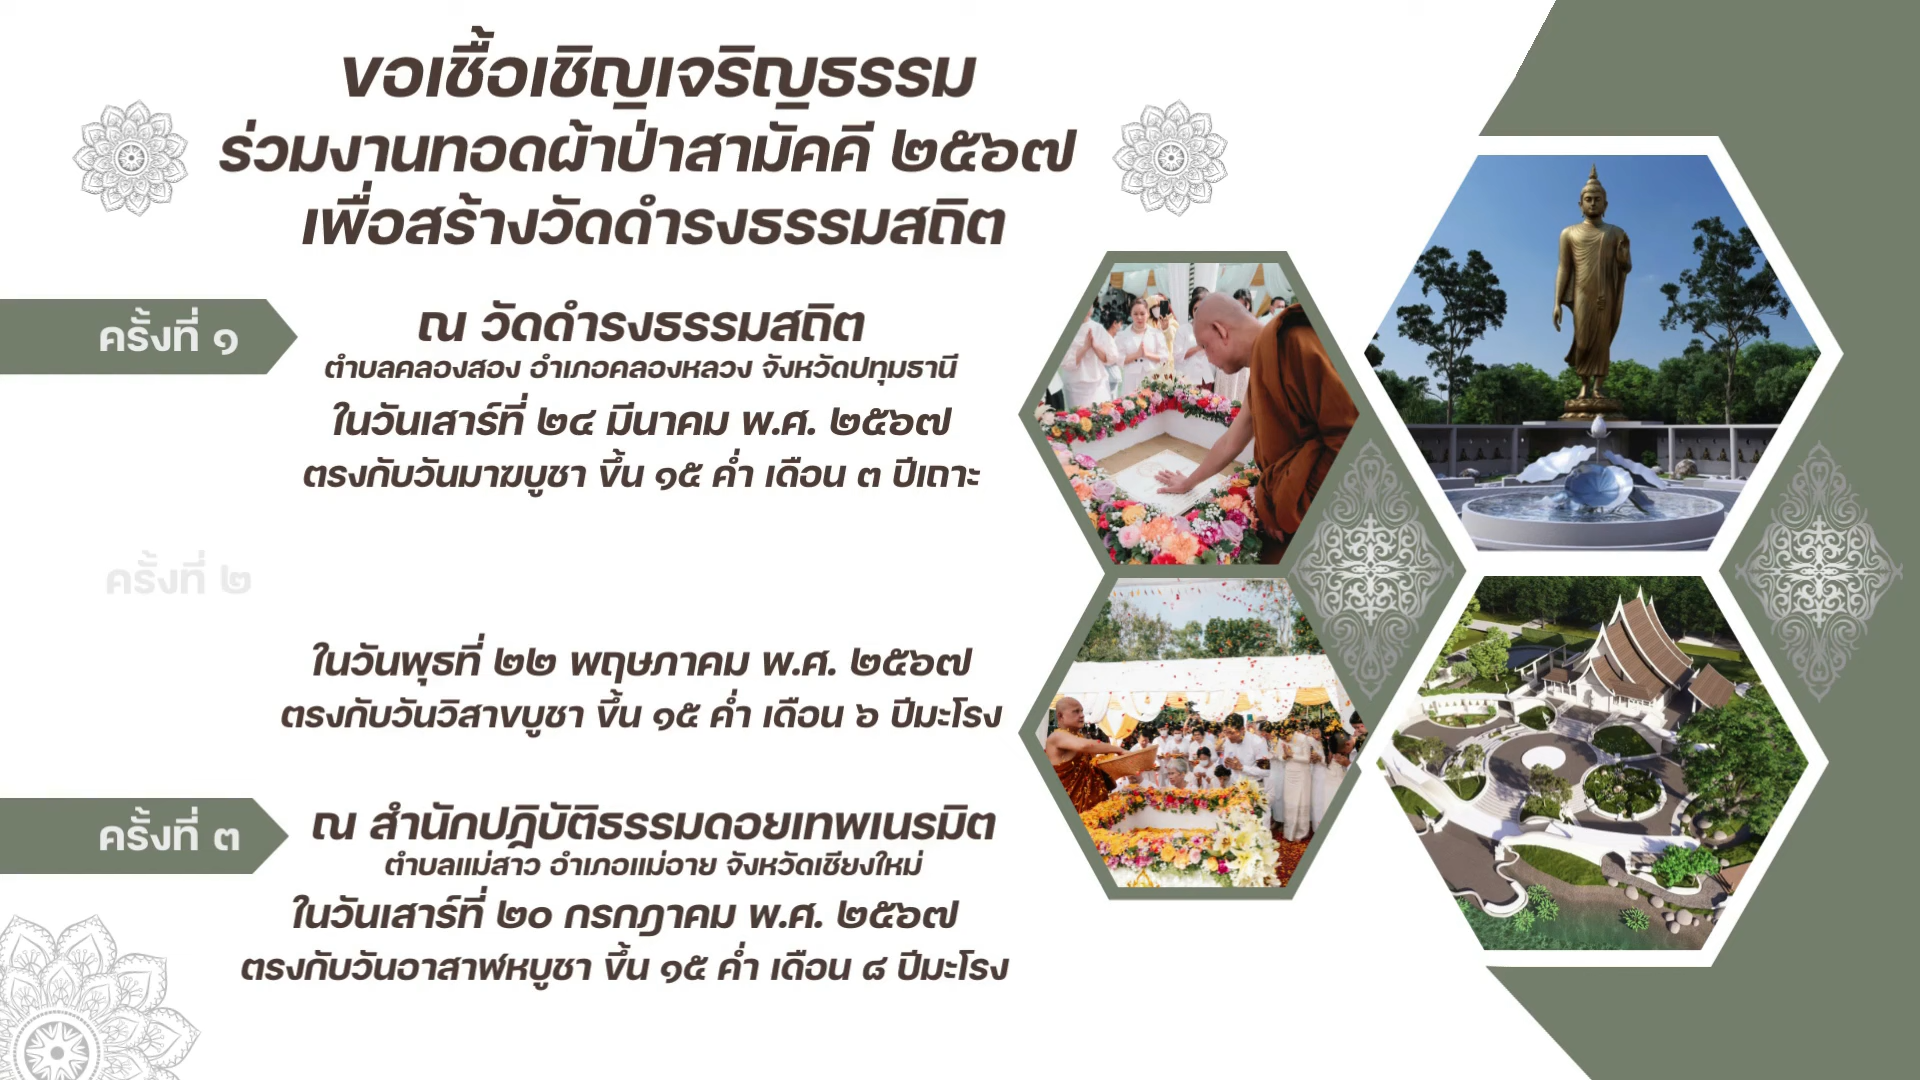 ขอเชื้อเชิญเจริญธรรม
ร่วมงานทอดผ้าป่าสามัคคี ๒๕๖๗
เพื่อสร้างวัดดำรงธรรมสถิต
ครั้งที่ ๑
ณ วัดดำรงธรรมสถิต
ตำบลคลองสอง อำเภอคลองหลวง จังหวัดปทุมธานี
ในวันเสาร์ที่ ๒๔ มีนาคม พ.ศ. ๒๕๖๗
ตรงกับวันมาฆบูชา ขึ้น ๑๕ ค่ำ เดือน ๓ ปีเถาะ
ครั้งที่ ๒
ในวันพุธที่ ๒๒ พฤษภาคม พ.ศ. ๒๕๖๗
ตรงกับวันวิสาขบูชา ขึ้น ๑๕ ค่ำ เดือน ๖ ปีมะโรง
ครั้งที่ ๓
ณ สำนักปฎิบัติธรรมดอยเทพเนรมิต
ตำบลแม่สาว อำเภอแม่อาย จังหวัดเชียงใหม่
ในวันเสาร์ที่ ๒๐ กรกฎาคม พ.ศ. ๒๕๖๗
ตรงกับวันอาสาฬหบูชา ขึ้น ๑๕ ค่ำ เดือน ๘ ปีมะโรง